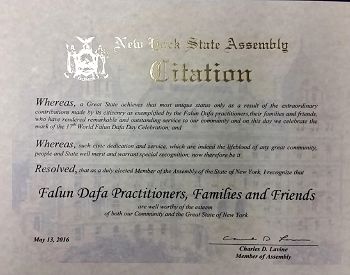 New York State Assembly
Citation
Whereas, a Great State achieves that most unique status only as a result of the extraordinary
contributions made by its citizenry as exemplified by the Falun Dafa practitioners, their families and friends,
who have rendered remarkable and outstanding service to our community and on this day we celebrate the
mark of the 17th World Falun Dafa Day Celebration; and
Whereas, such civic dedication and service, which are indeed the lifeblood of any great community,
people and State well merit and warrant special recognition; now therefore be it
Resolved, that as a duly elected Member of the Assembly of the State of New York, I recognize that
Falun Dafa Practitioners, Families and Friends
are well worthy of the esteem
of both our Community and the Great State of New York
May 13, 2016
Charles D. Lavine
Member of Assembly